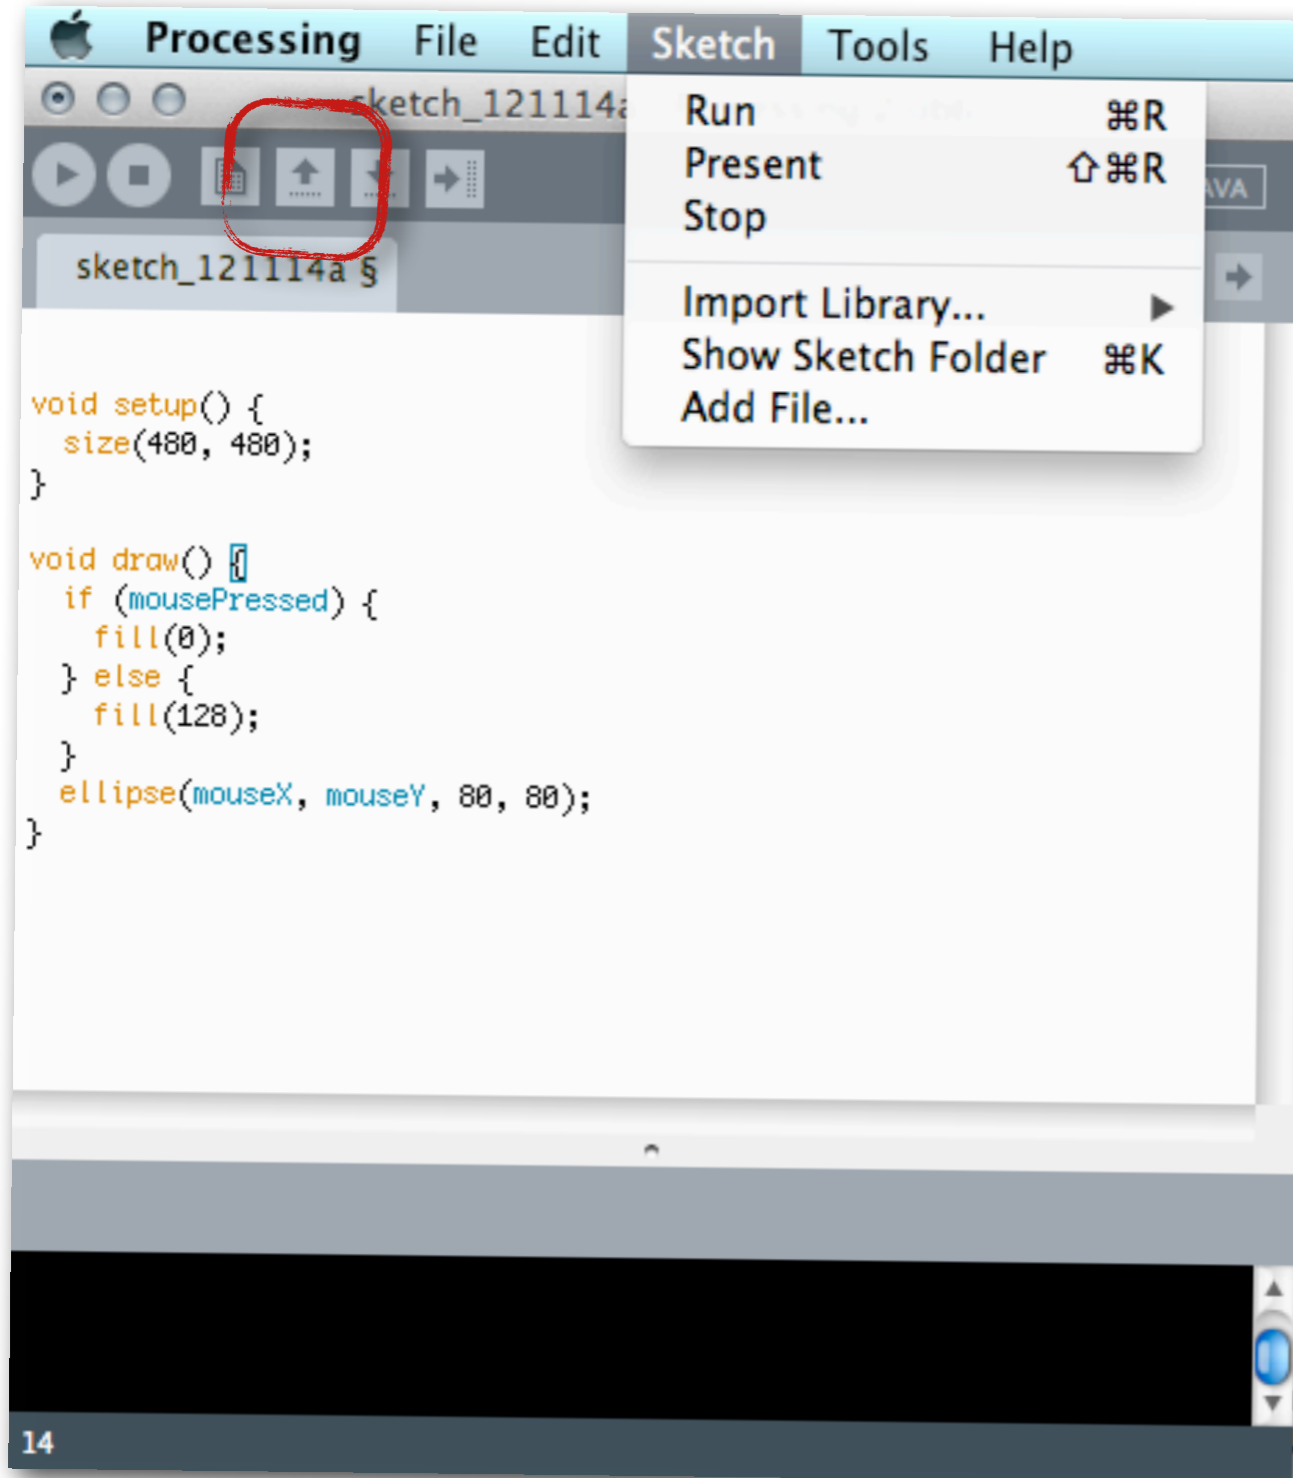 Processing File Edit Sketch Tools Help
sketch_121114a
Run ⌘R
Present ⇧⌘R
Stop
Import Library...
Show Sketch Folder ⌘K
Add File...
sketch_121114a §
void setup() {
  size(480, 480);
}
void draw() {
  if (mousePressed) {
    fill(0);
  } else {
    fill(128);
  }
  ellipse(mouseX, mouseY, 80, 80);
}
14